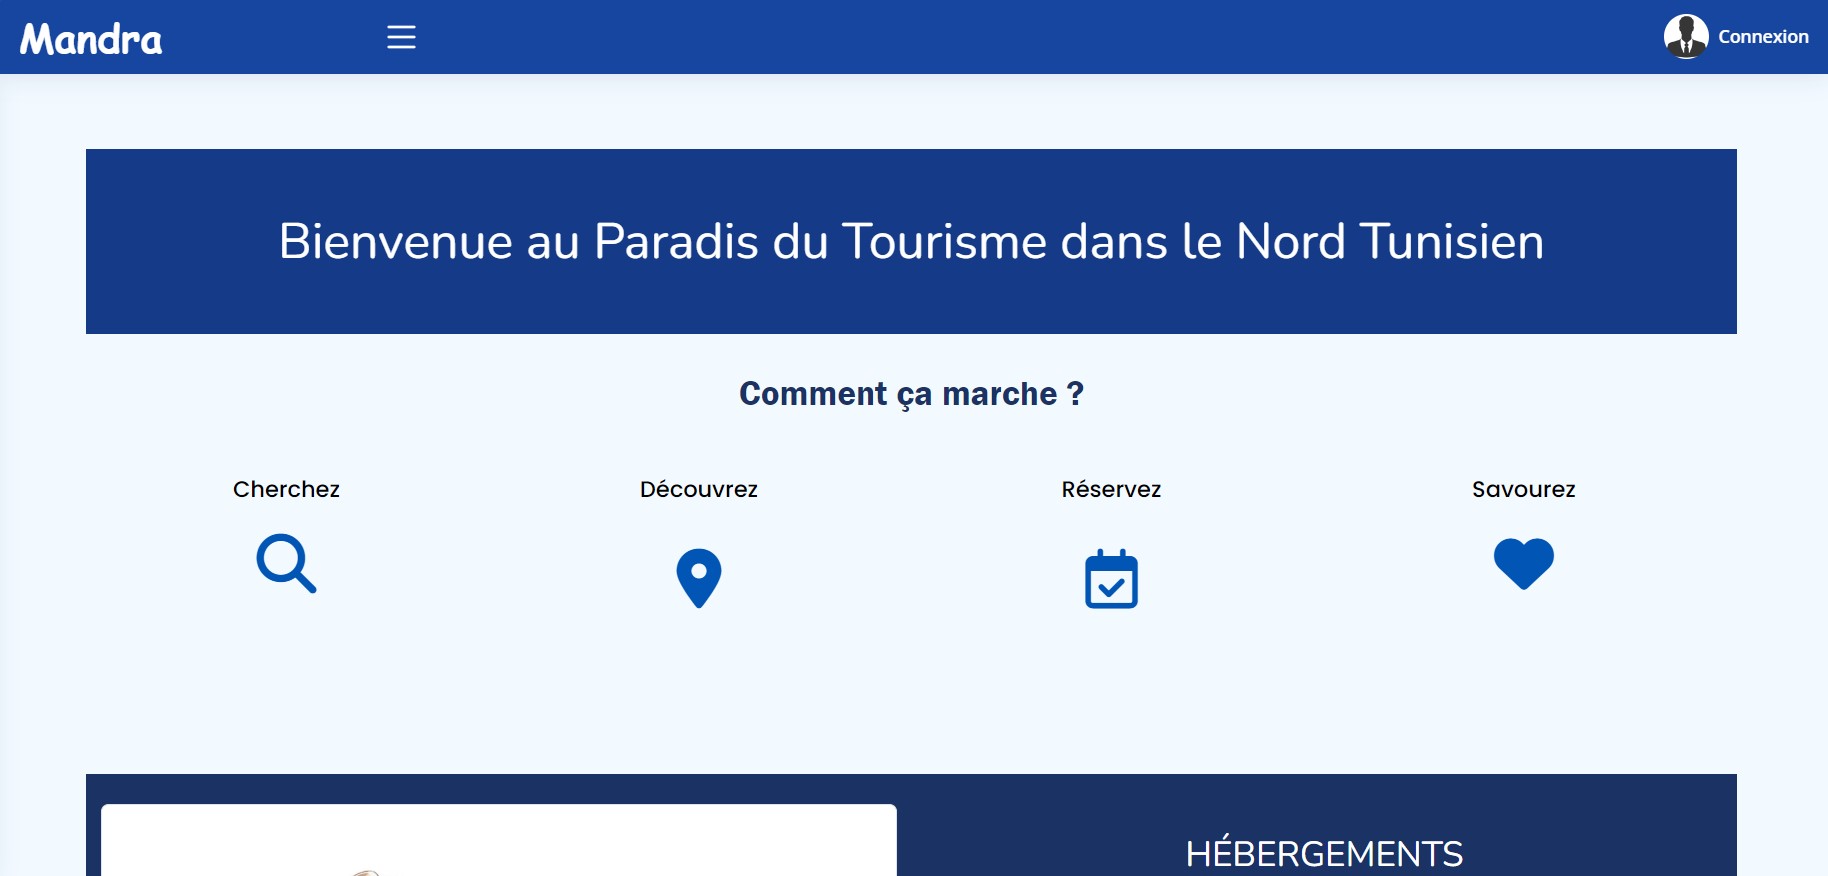 Mandra
Connexion
Bienvenue au Paradis du Tourisme dans le Nord Tunisien
Comment ça marche ?
Cherchez
Découvrez
Réservez
Savourez
HÉBERGEMENTS